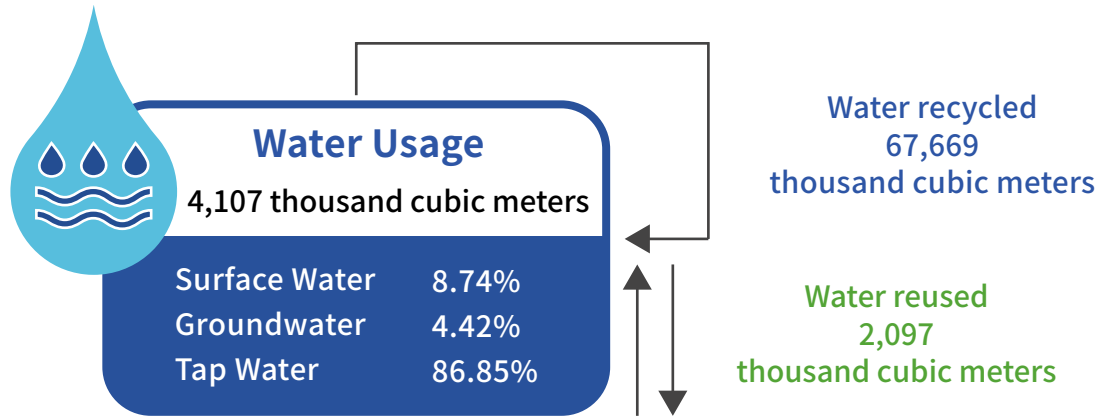 Water Usage
4,107 thousand cubic meters
Surface Water 8.74%
Groundwater 4.42%
Tap Water 86.85%
Water recycled
67,669
thousand cubic meters
Water reused
2,097
thousand cubic meters